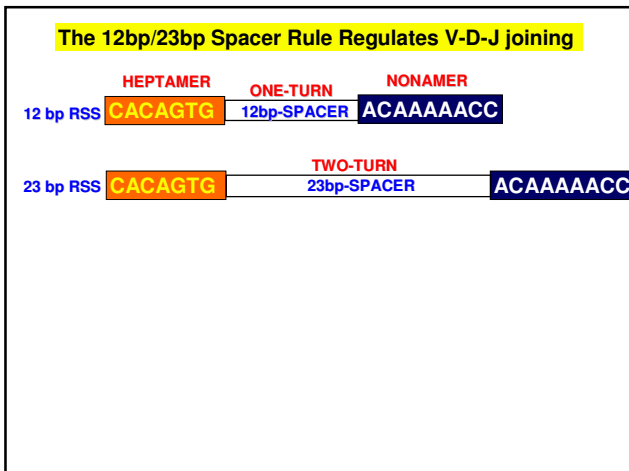 The 12bp/23bp Spacer Rule Regulates V-D-J joining
HEPTAMER ONE-TURN NONAMER
12 bp RSS CACAGTG 12bp-SPACER ACAAAAACC
TWO-TURN
23 bp RSS CACAGTG 23bp-SPACER ACAAAAACC